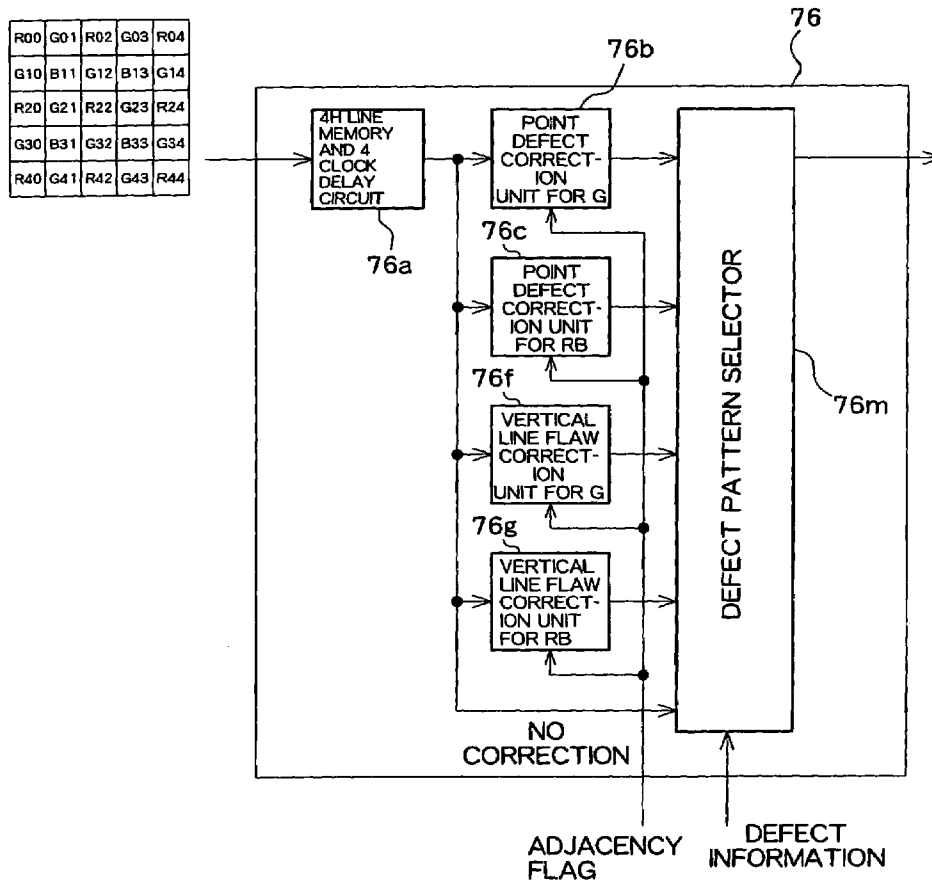 R00 G01 R02 G03 R04
G10 B11 G12 B13 G14
R20 G21 R22 G23 R24
G30 B31 G32 B33 G34
R40 G41 R42 G43 R44
76
76b
4H LINE
MEMORY
AND 4
CLOCK
DELAY
CIRCUIT
76a
POINT
DEFECT
CORRECT-
ION
UNIT FOR G
76c
POINT
DEFECT
CORRECT-
ION UNIT
FOR RB
76f
VERTICAL
LINE FLAW
CORRECT-
ION
UNIT FOR G
76g
VERTICAL
LINE FLAW
CORRECT-
ION UNIT
FOR RB
DEFECT PATTERN SELECTOR
76m
NO
CORRECTION
ADJACENCY
FLAG
DEFECT
INFORMATION